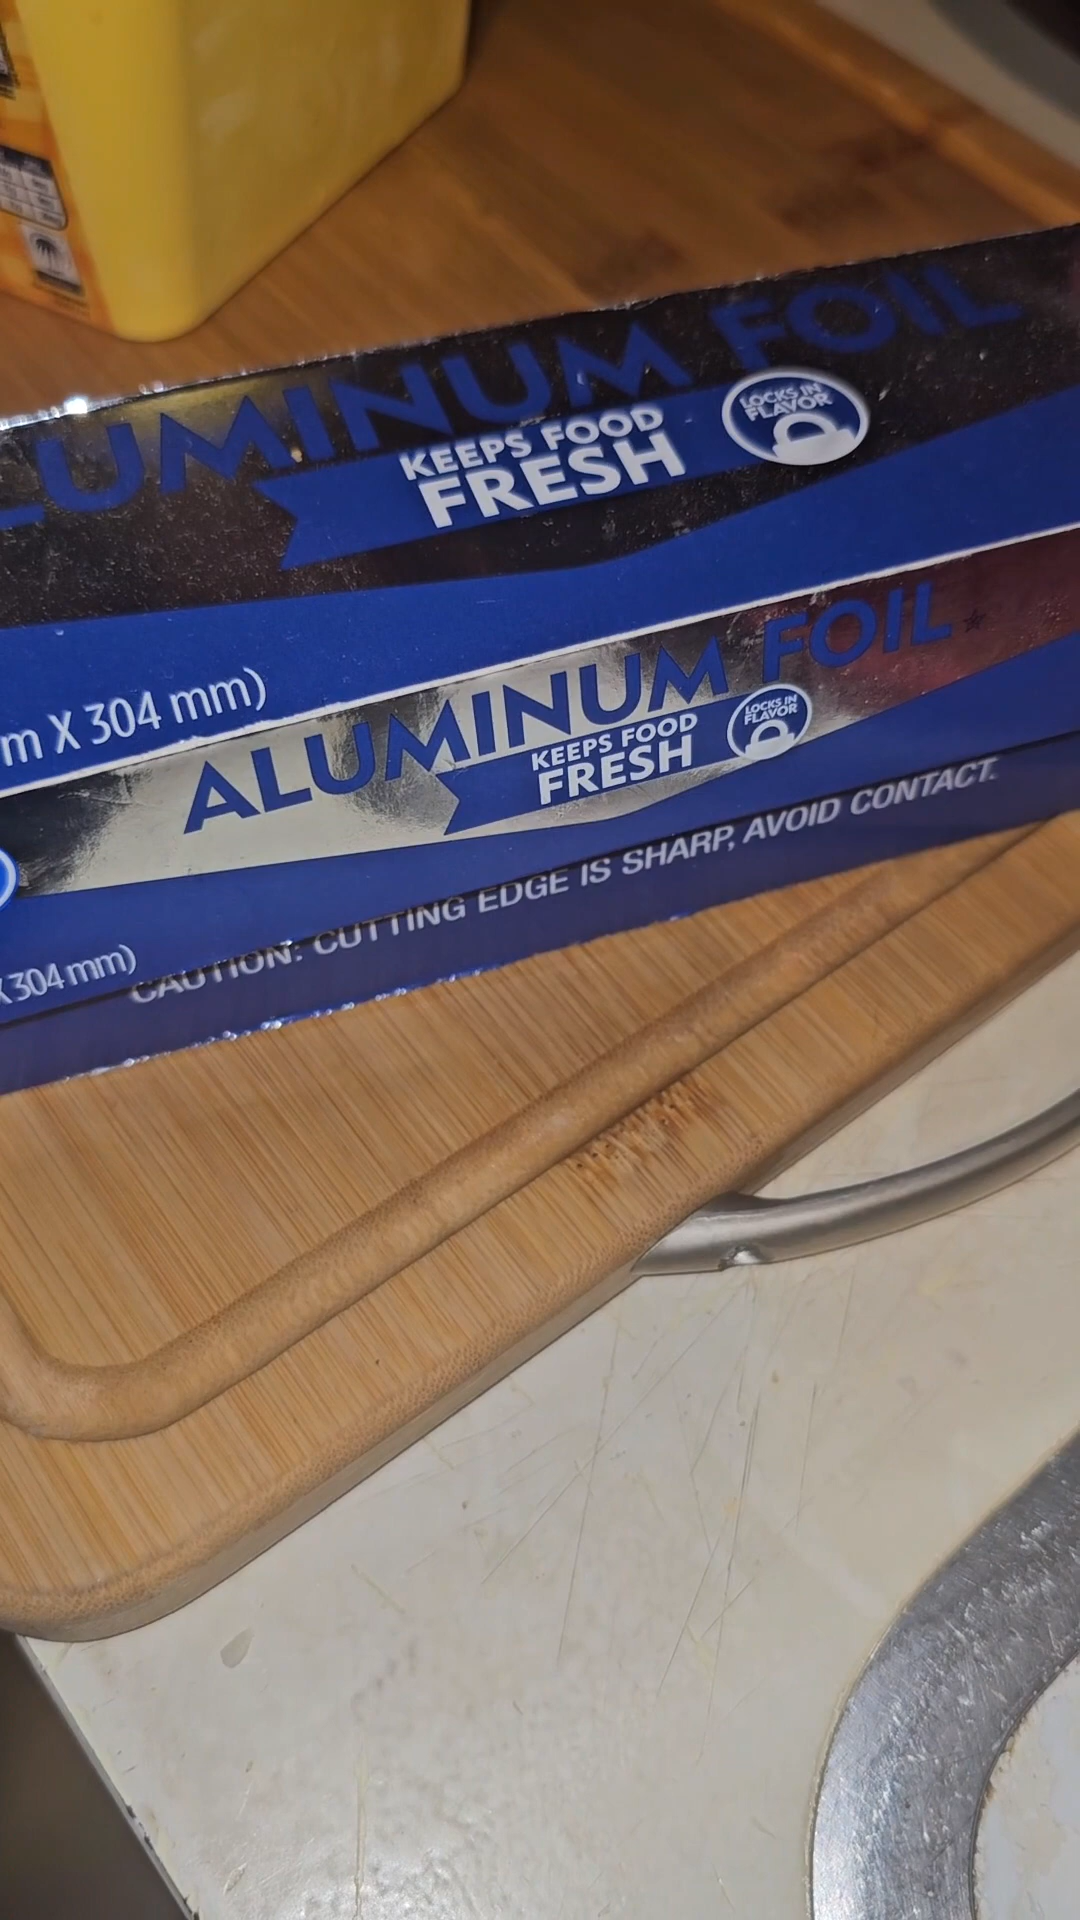 ALUMINUM FOIL
KEEPS FOOD
FRESH
LOCKS IN
FLAVOR
m X 304 mm)
ALUMINUM FOIL
KEEPS FOOD
FRESH
LOCKS IN
FLAVOR
X 304 mm)
CAUTION: CUTTING EDGE IS SHARP, AVOID CONTACT.